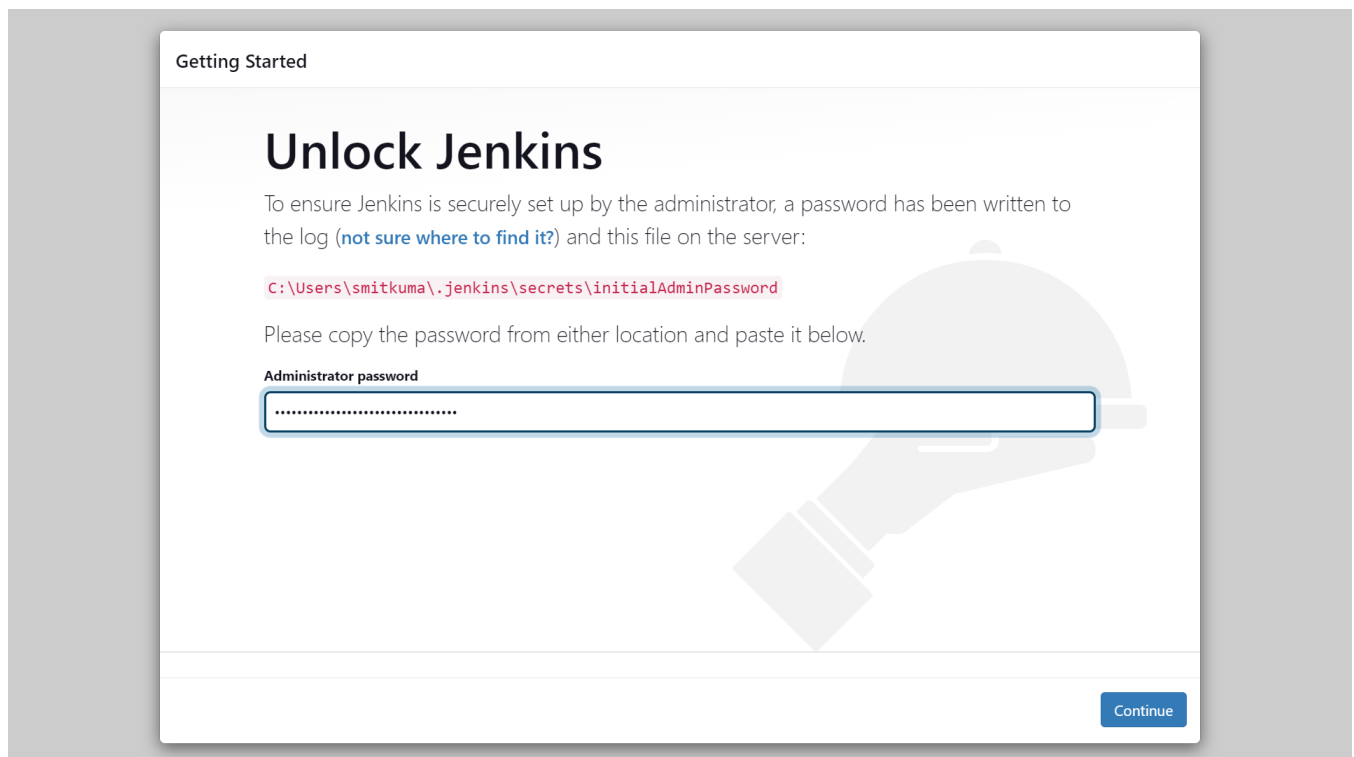 Getting Started
Unlock Jenkins
To ensure Jenkins is securely set up by the administrator, a password has been written to
the log (not sure where to find it?) and this file on the server:
C:\Users\smitkuma\.jenkins\secrets\initialAdminPassword
Please copy the password from either location and paste it below.
Administrator password
•••••••••••••••••••••••••••••••••
Continue